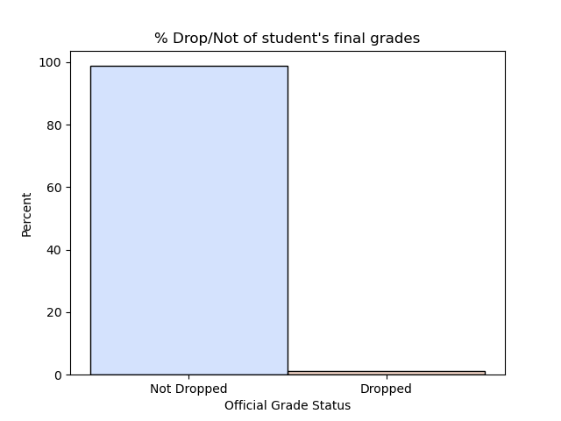 % Drop/Not of student's final grades
100
80
60
40
20
0
Percent
Not Dropped Dropped
Official Grade Status